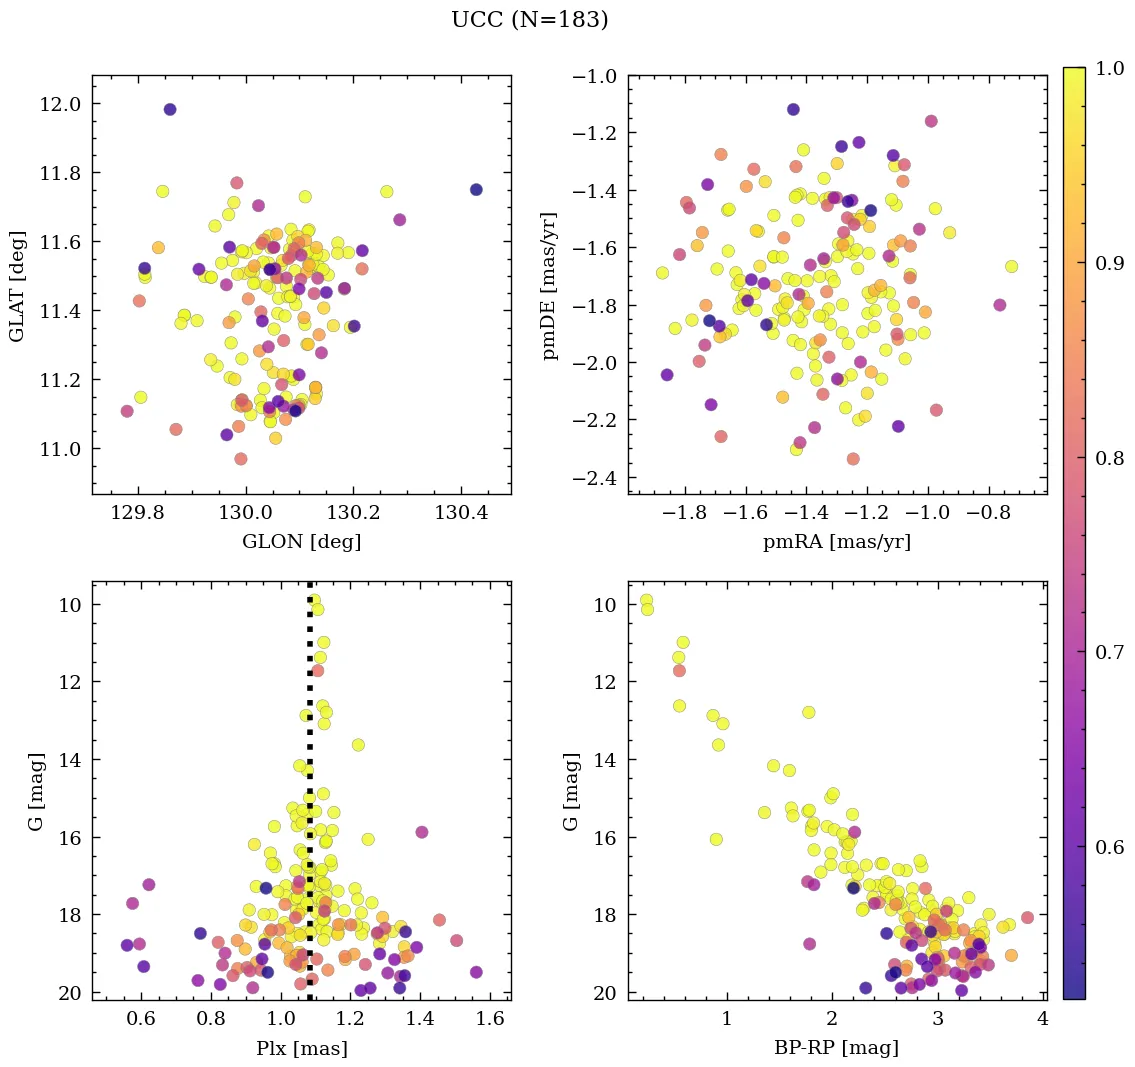 UCC (N=183)
12.0
11.8
11.6
11.4
11.2
11.0
GLAT [deg]
129.8 130.0 130.2 130.4
GLON [deg]
−1.0
−1.2
−1.4
−1.6
−1.8
−2.0
−2.2
−2.4
pmDE [mas/yr]
−1.8 −1.6 −1.4 −1.2 −1.0 −0.8
pmRA [mas/yr]
10
12
14
16
18
20
G [mag]
0.6 0.8 1.0 1.2 1.4 1.6
Plx [mas]
10
12
14
16
18
20
G [mag]
1 2 3 4
BP-RP [mag]
1.0
0.9
0.8
0.7
0.6